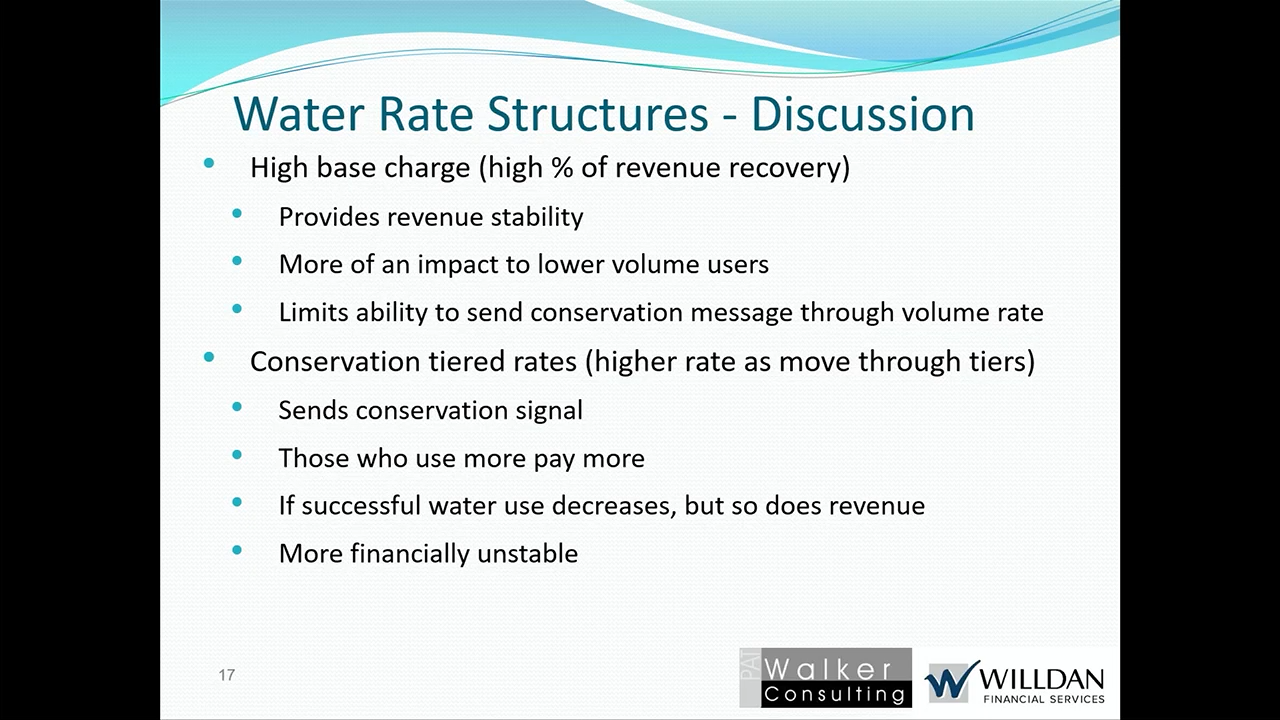 Water Rate Structures - Discussion
• High base charge (high % of revenue recovery)
• Provides revenue stability
• More of an impact to lower volume users
• Limits ability to send conservation message through volume rate
• Conservation tiered rates (higher rate as move through tiers)
• Sends conservation signal
• Those who use more pay more
• If successful water use decreases, but so does revenue
• More financially unstable
17
PAT
Walker
Consulting
W WILLDAN
FINANCIAL SERVICES